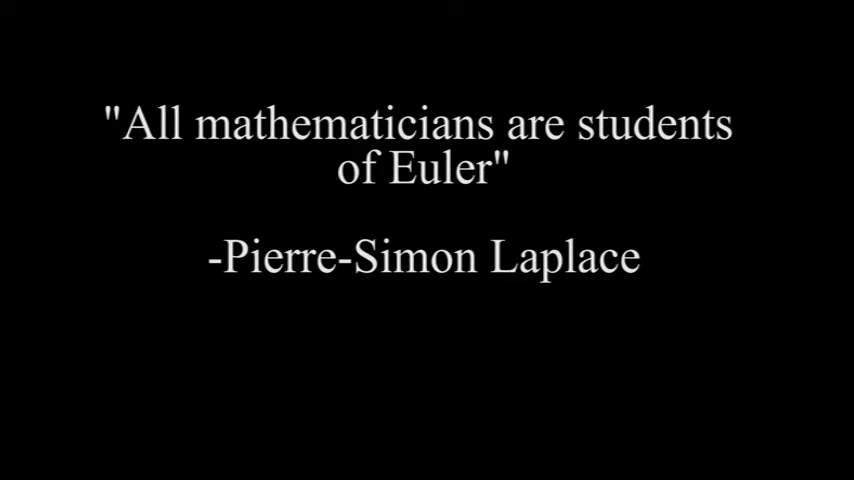 "All mathematicians are students
of Euler"
-Pierre-Simon Laplace